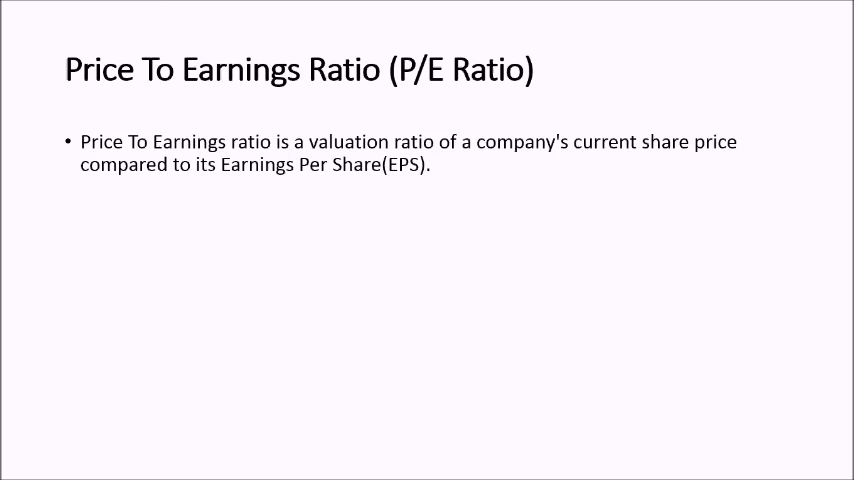 Price To Earnings Ratio (P/E Ratio)
• Price To Earnings ratio is a valuation ratio of a company's current share price
compared to its Earnings Per Share(EPS).